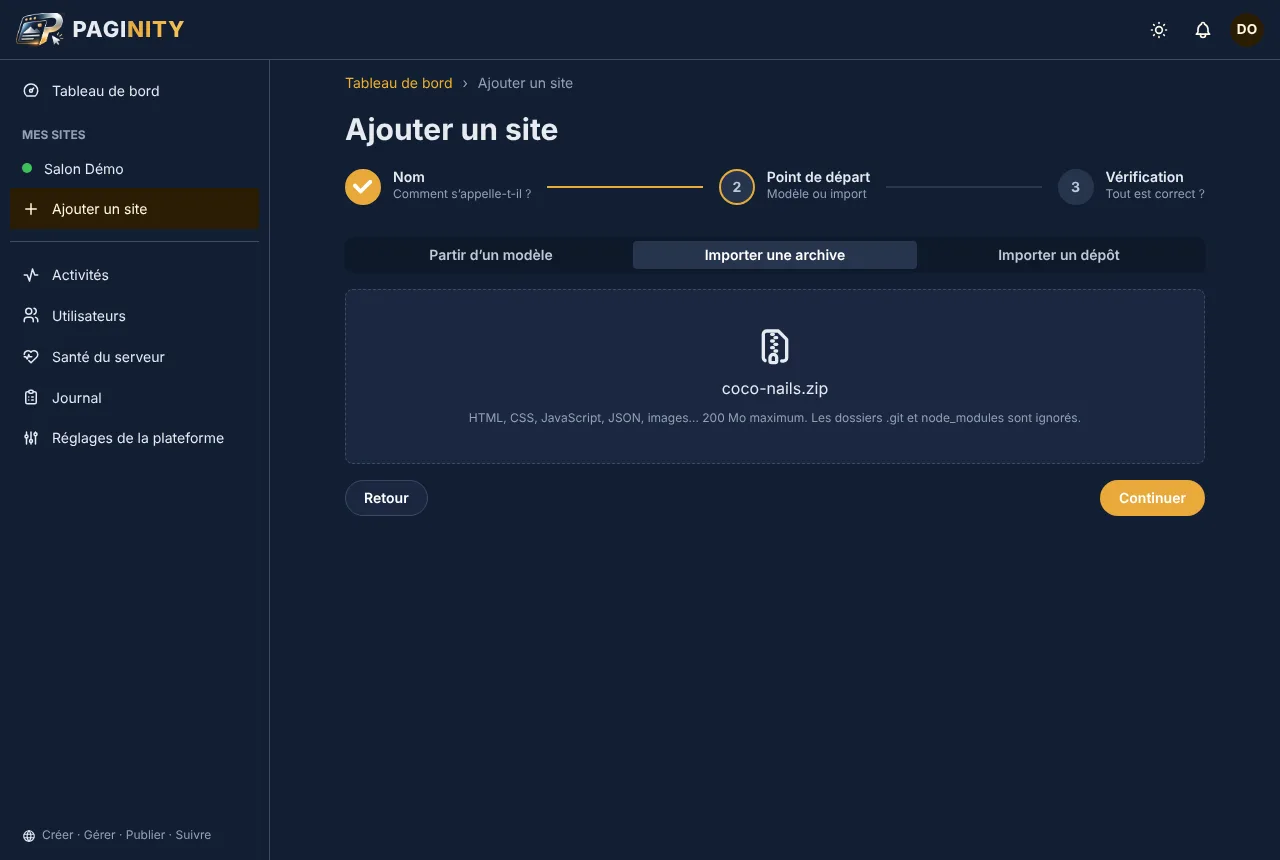 PAGINITY
DO
Tableau de bord
MES SITES
Salon Démo
Ajouter un site
Activités
Utilisateurs
Santé du serveur
Journal
Réglages de la plateforme
Créer · Gérer · Publier · Suivre
Tableau de bord › Ajouter un site
Ajouter un site
Nom
Comment s’appelle-t-il ?
2
Point de départ
Modèle ou import
3
Vérification
Tout est correct ?
Partir d’un modèle
Importer une archive
Importer un dépôt
coco-nails.zip
HTML, CSS, JavaScript, JSON, images… 200 Mo maximum. Les dossiers .git et node_modules sont ignorés.
Retour
Continuer